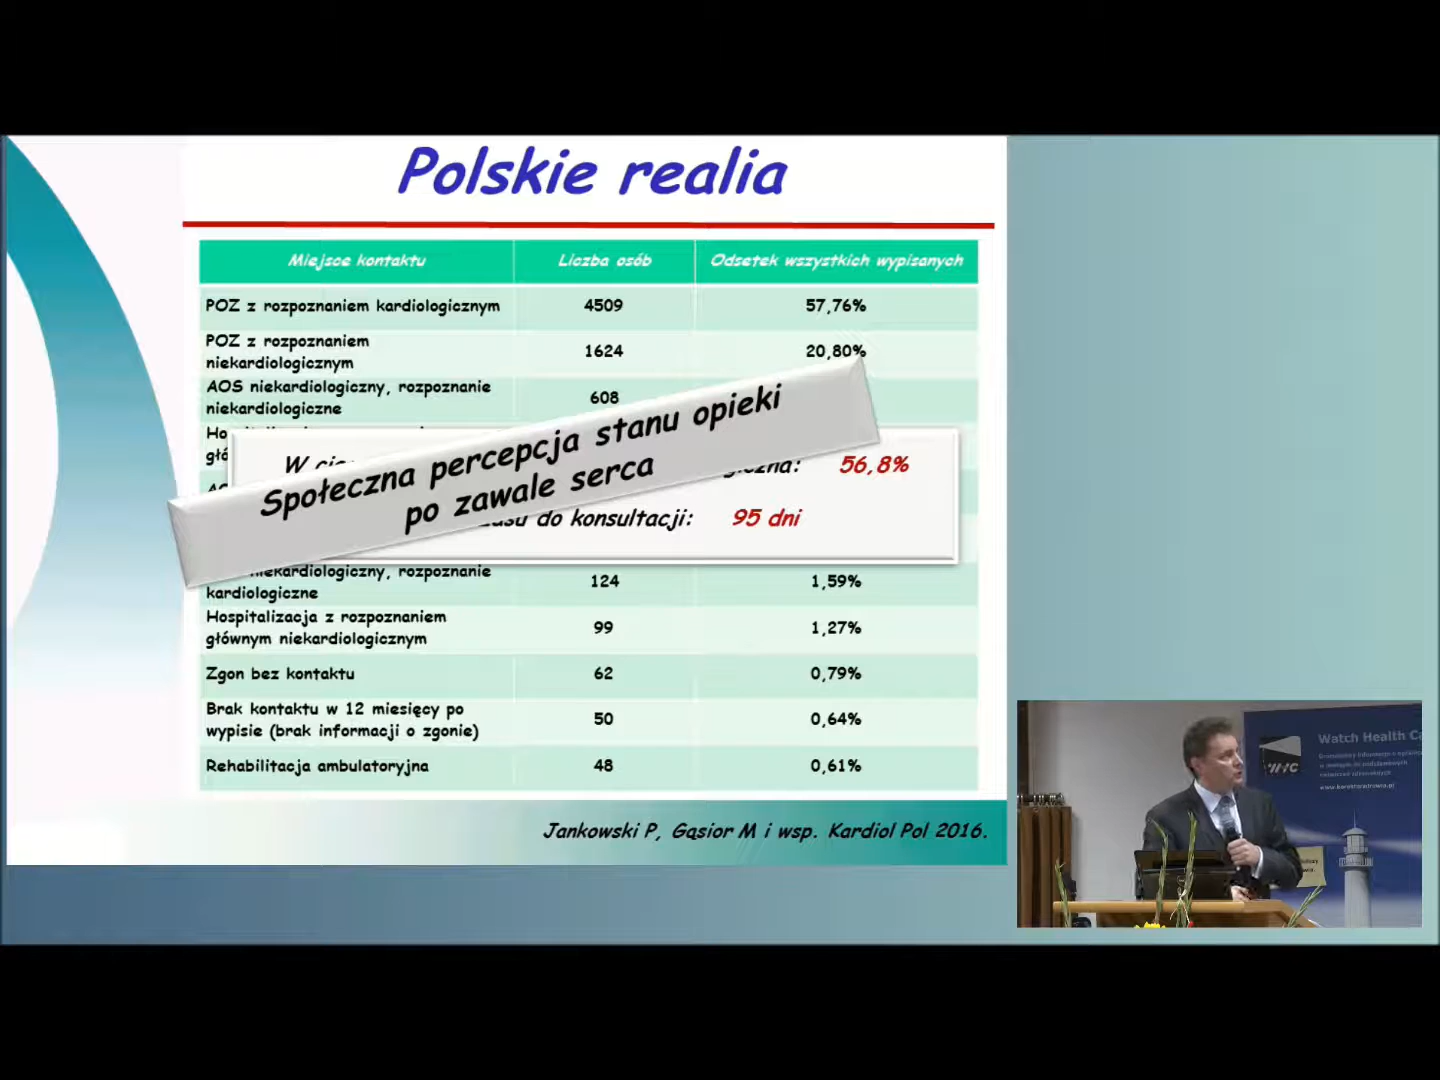 Polskie realia
Miejsce kontaktu Liczba osób Odsetek wszystkich wypisanych
POZ z rozpoznaniem kardiologicznym 4509 57,76%
POZ z rozpoznaniem
niekardiologicznym 1624 20,80%
AOS niekardiologiczny, rozpoznanie
niekardiologiczne 608
Społeczna percepcja stanu opieki
po zawale serca
56,8%
do konsultacji: 95 dni
niekardiologiczny, rozpoznanie
kardiologiczne 124 1,59%
Hospitalizacja z rozpoznaniem
głównym niekardiologicznym 99 1,27%
Zgon bez kontaktu 62 0,79%
Brak kontaktu w 12 miesięcy po
wypisie (brak informacji o zgonie) 50 0,64%
Rehabilitacja ambulatoryjna 48 0,61%
Jankowski P, Gąsior M i wsp. Kardiol Pol 2016.
Watch Health
www.korektorzdrowia.pl